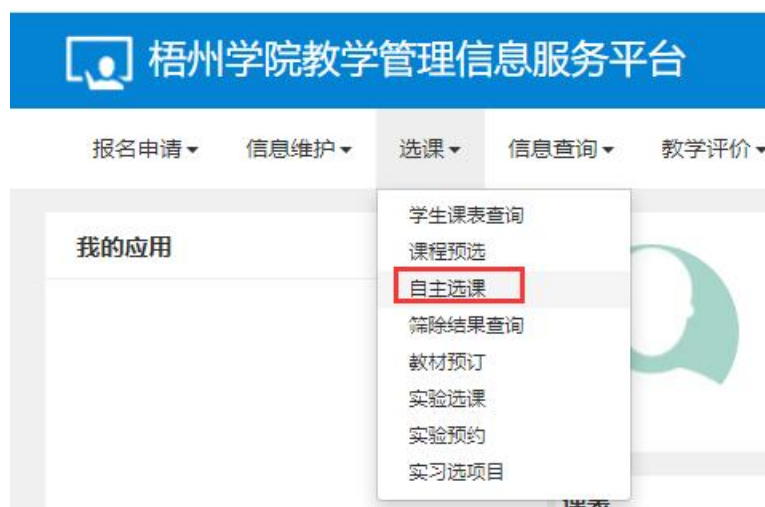 梧州学院教学管理信息服务平台
报名申请 信息维护 选课 信息查询 教学评价
我的应用
学生课表查询
课程预选
自主选课
筛除结果查询
教材预订
实验选课
实验预约
实习选项目
课表